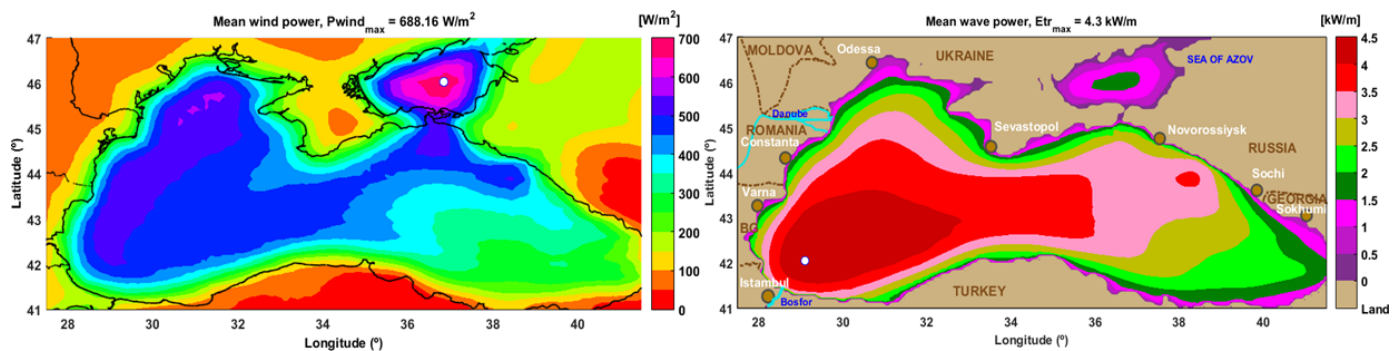 Mean wind power, Pwind_max = 688.16 W/m²
[W/m²]
47
46
45
44
43
42
41
Latitude (º)
28
30
32
34
36
38
40
Longitude (º)
700
600
500
400
300
200
100
0
Mean wave power, Etr_max = 4.3 kW/m
[kW/m]
47
46
45
44
43
42
41
Latitude (º)
MOLDOVA
Odessa
UKRAINE
SEA OF AZOV
Danube
ROMANIA
Constanta
Sevastopol
Novorossiysk
RUSSIA
Varna
Sochi
GEORGIA
BG
Sokhumi
Istambul
Bosfor
TURKEY
28
30
32
34
36
38
40
Longitude (º)
4.5
4
3.5
3
2.5
2
1.5
1
0.5
0
Land